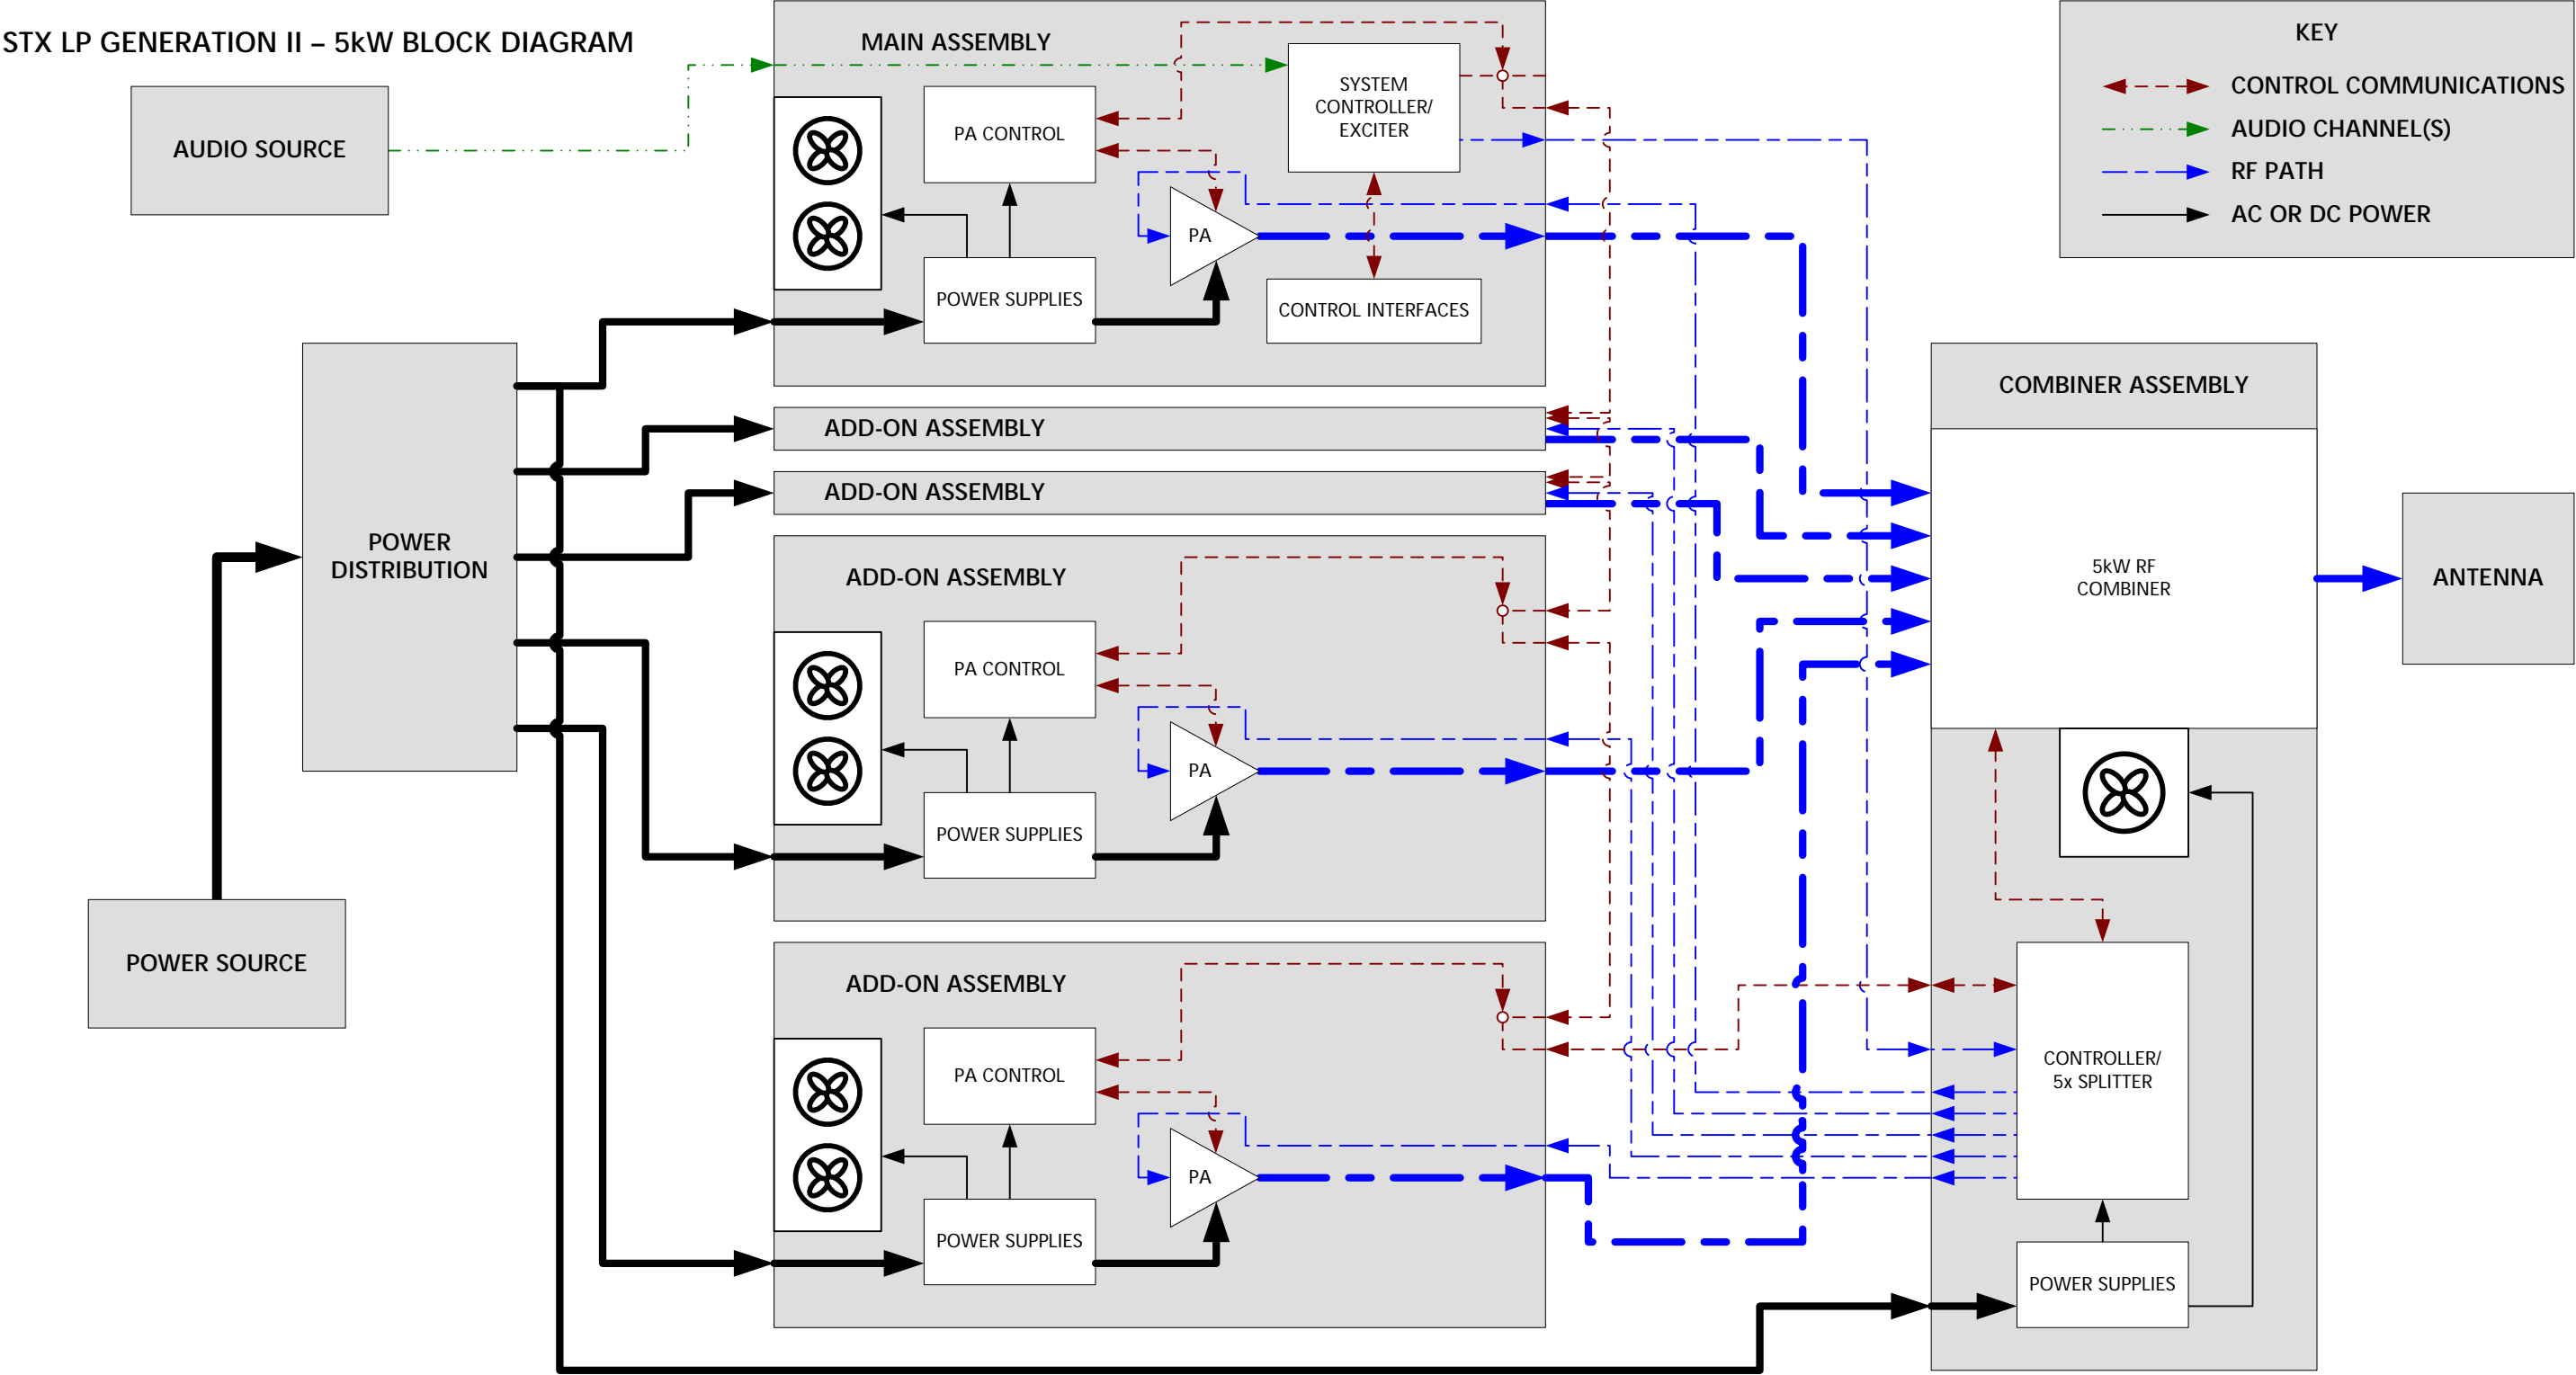 STX LP GENERATION II – 5kW BLOCK DIAGRAM
AUDIO SOURCE
POWER DISTRIBUTION
POWER SOURCE
MAIN ASSEMBLY
PA CONTROL
SYSTEM
CONTROLLER/
EXCITER
PA
POWER SUPPLIES
CONTROL INTERFACES
ADD-ON ASSEMBLY
ADD-ON ASSEMBLY
ADD-ON ASSEMBLY
PA CONTROL
PA
POWER SUPPLIES
ADD-ON ASSEMBLY
PA CONTROL
PA
POWER SUPPLIES
KEY
CONTROL COMMUNICATIONS
AUDIO CHANNEL(S)
RF PATH
AC OR DC POWER
COMBINER ASSEMBLY
5kW RF
COMBINER
ANTENNA
CONTROLLER/
5x SPLITTER
POWER SUPPLIES